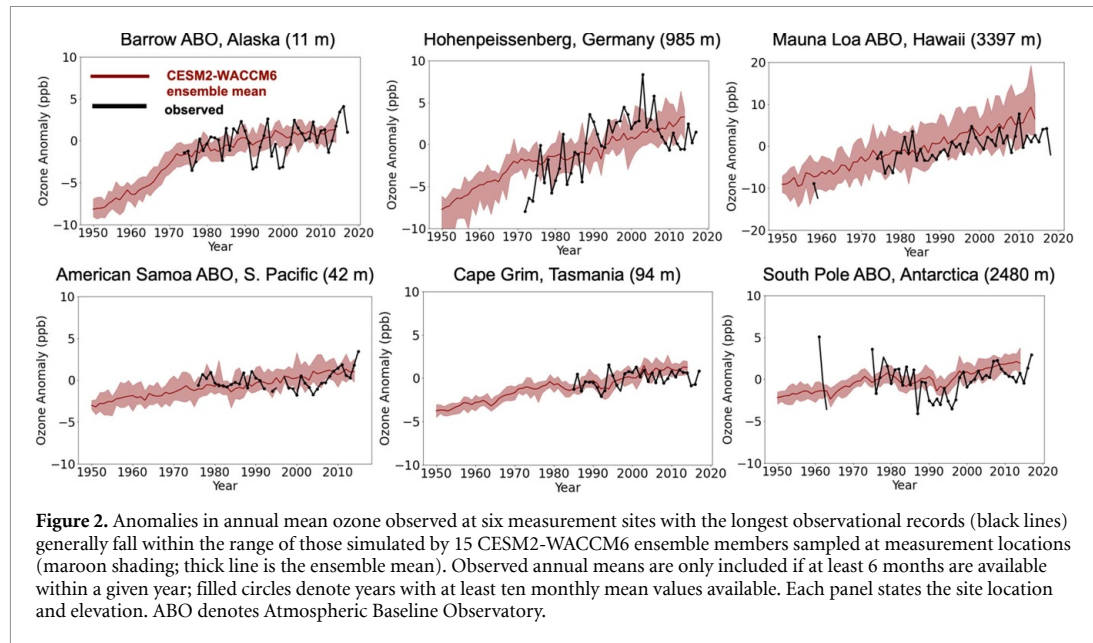 Barrow ABO, Alaska (11 m)
Hohenpeissenberg, Germany (985 m)
Mauna Loa ABO, Hawaii (3397 m)
10
5
0
−5
−10
Ozone Anomaly (ppb)
CESM2-WACCM6
ensemble mean
observed
1950 1960 1970 1980 1990 2000 2010 2020
Year
10
5
0
−5
−10
Ozone Anomaly (ppb)
1950 1960 1970 1980 1990 2000 2010 2020
Year
20
10
0
−10
−20
Ozone Anomaly (ppb)
1950 1960 1970 1980 1990 2000 2010 2020
Year
American Samoa ABO, S. Pacific (42 m)
Cape Grim, Tasmania (94 m)
South Pole ABO, Antarctica (2480 m)
10
5
0
−5
−10
Ozone Anomaly (ppb)
1950 1960 1970 1980 1990 2000 2010
Year
10
5
0
−5
−10
Ozone Anomaly (ppb)
1950 1960 1970 1980 1990 2000 2010 2020
Year
10
5
0
−5
−10
Ozone Anomaly (ppb)
1950 1960 1970 1980 1990 2000 2010 2020
Year
Figure 2. Anomalies in annual mean ozone observed at six measurement sites with the longest observational records (black lines)
generally fall within the range of those simulated by 15 CESM2-WACCM6 ensemble members sampled at measurement locations
(maroon shading; thick line is the ensemble mean). Observed annual means are only included if at least 6 months are available
within a given year; filled circles denote years with at least ten monthly mean values available. Each panel states the site location
and elevation. ABO denotes Atmospheric Baseline Observatory.